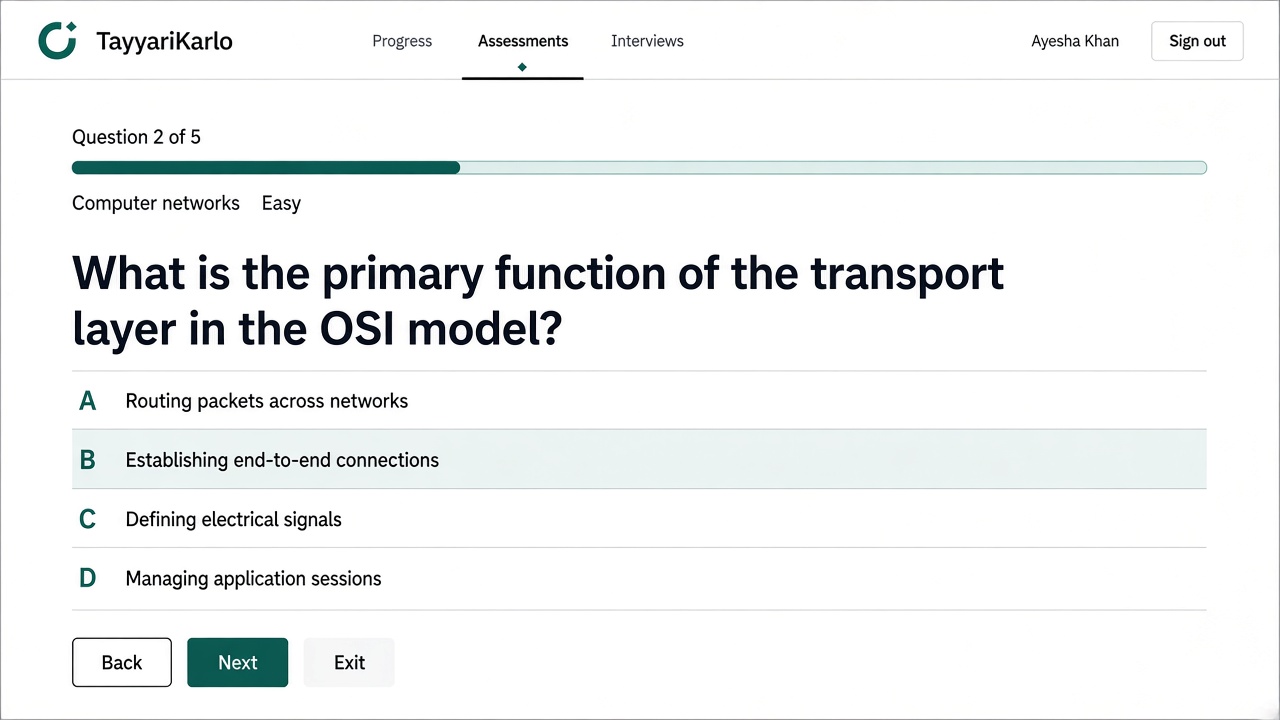 TayyariKarlo
Progress
Assessments
Interviews
Ayesha Khan
Sign out
Question 2 of 5
Computer networks
Easy
What is the primary function of the transport
layer in the OSI model?
A Routing packets across networks
B Establishing end-to-end connections
C Defining electrical signals
D Managing application sessions
Back
Next
Exit